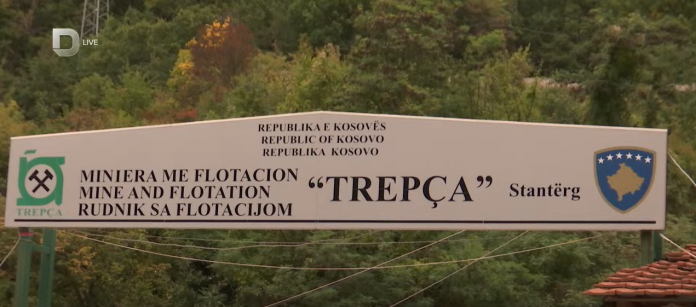 D LIVE
REPUBLIKA E KOSOVËS
REPUBLIC OF KOSOVO
REPUBLIKA KOSOVO
MINIERA ME FLOTACION
MINE AND FLOTATION
RUDNIK SA FLOTACIJOM
"TREPÇA" Stantërg
TREPÇA